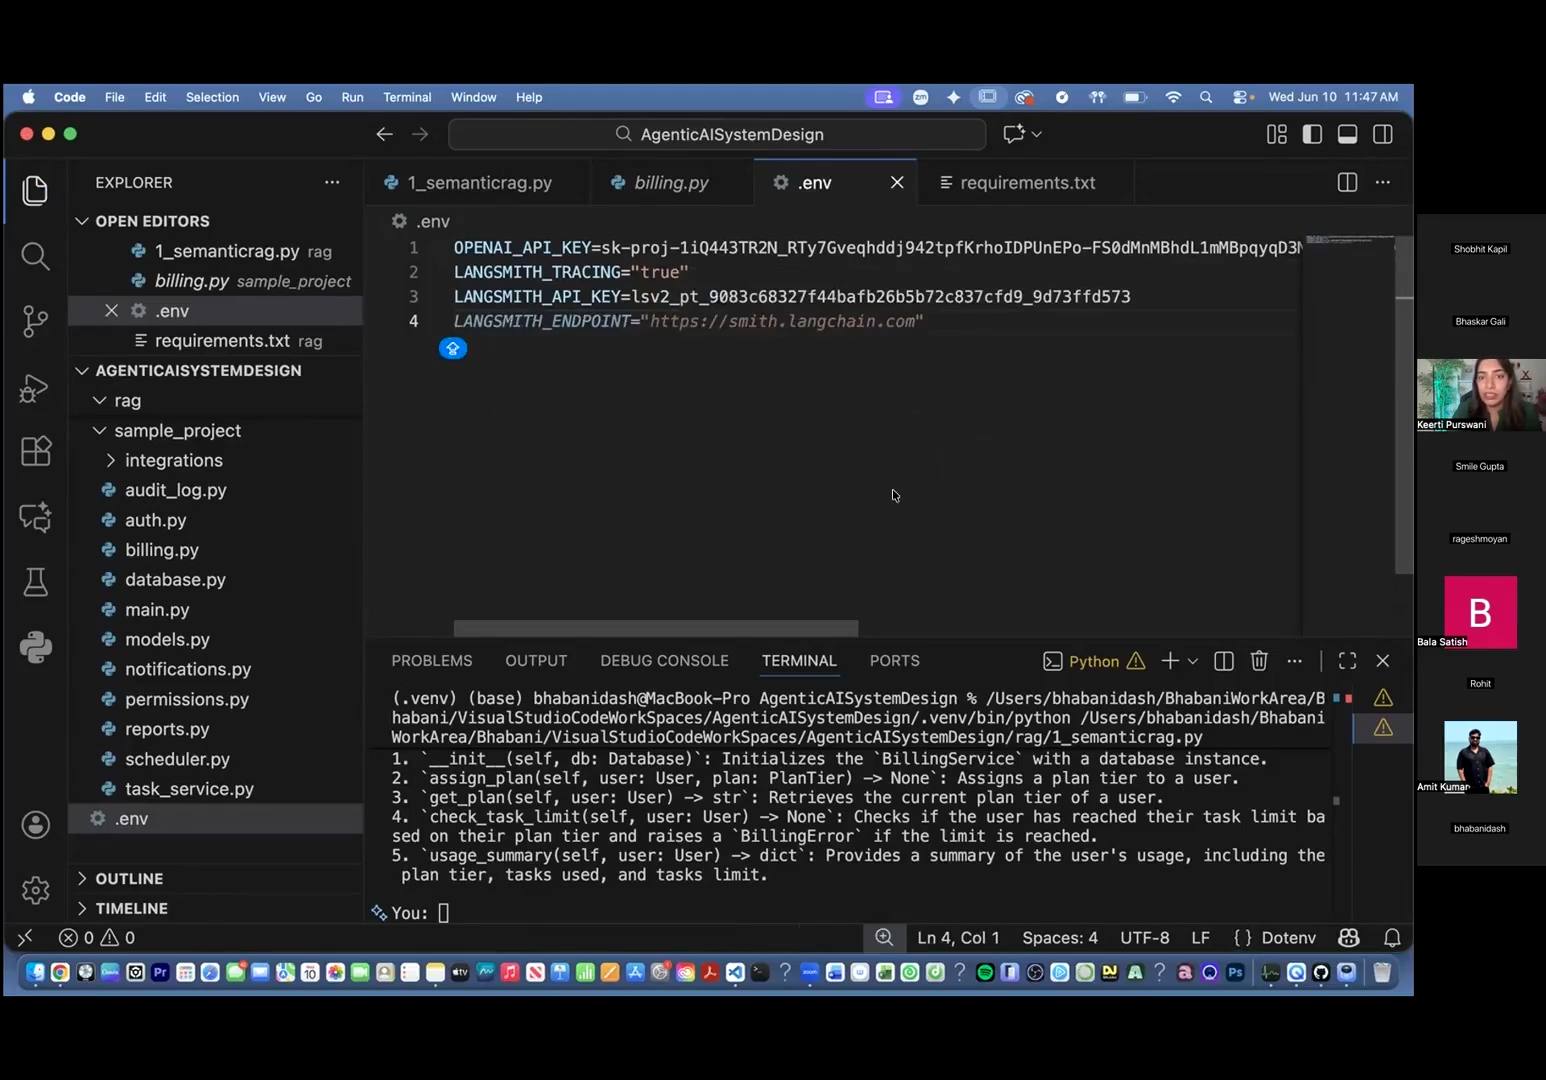 Code File Edit Selection View Go Run Terminal Window Help
zm
Wed Jun 10 11:47 AM
AgenticAISystemDesign
EXPLORER
OPEN EDITORS
1_semanticrag.py rag
billing.py sample_project
.env
requirements.txt rag
AGENTICAISYSTEMDESIGN
rag
sample_project
integrations
audit_log.py
auth.py
billing.py
database.py
main.py
models.py
notifications.py
permissions.py
reports.py
scheduler.py
task_service.py
.env
OUTLINE
TIMELINE
1_semanticrag.py billing.py .env requirements.txt
.env
1 OPENAI_API_KEY=[credential redacted]
2 LANGSMITH_TRACING="true"
3 LANGSMITH_API_KEY=[credential redacted]
4 LANGSMITH_ENDPOINT="https://smith.langchain.com"
PROBLEMS OUTPUT DEBUG CONSOLE TERMINAL PORTS
Python
(.venv) (base) bhabanidash@MacBook-Pro AgenticAISystemDesign % /Users/bhabanidash/BhabaniWorkArea/B
habani/VisualStudioCodeWorkSpaces/AgenticAISystemDesign/.venv/bin/python /Users/bhabanidash/Bhabani
WorkArea/Bhabani/VisualStudioCodeWorkSpaces/AgenticAISystemDesign/rag/1_semanticrag.py
1. `__init__(self, db: Database)`: Initializes the `BillingService` with a database instance.
2. `assign_plan(self, user: User, plan: PlanTier) -> None`: Assigns a plan tier to a user.
3. `get_plan(self, user: User) -> str`: Retrieves the current plan tier of a user.
4. `check_task_limit(self, user: User) -> None`: Checks if the user has reached their task limit ba
sed on their plan tier and raises a `BillingError` if the limit is reached.
5. `usage_summary(self, user: User) -> dict`: Provides a summary of the user's usage, including the
plan tier, tasks used, and tasks limit.
You:
0 0
Ln 4, Col 1 Spaces: 4 UTF-8 LF {} Dotenv
Shobhit Kapil
Bhaskar Gali
Keerti Purswani
Smile Gupta
rageshmoyan
B
Bala Satish
Rohit
Amit Kumar
bhabanidash